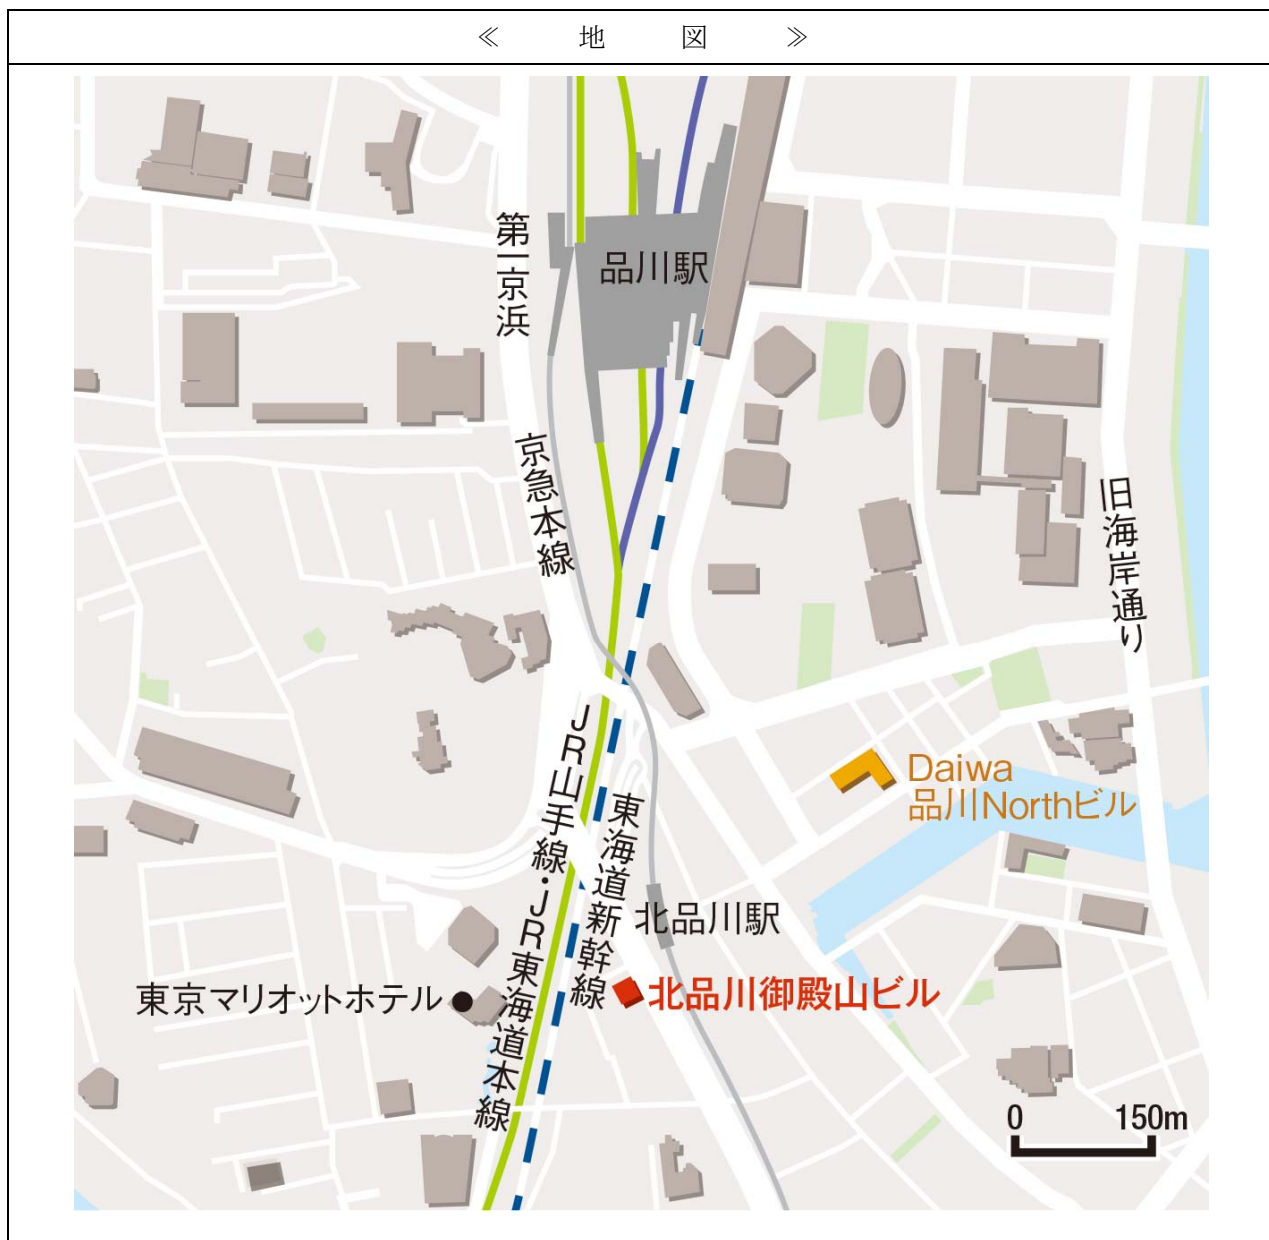 ≪ 地 図 ≫
品川駅
第一京浜
京急本線
旧海岸通り
Daiwa
品川Northビル
JR山手線・JR東海道本線
東海道新幹線
北品川駅
東京マリオットホテル
北品川御殿山ビル
0 150m